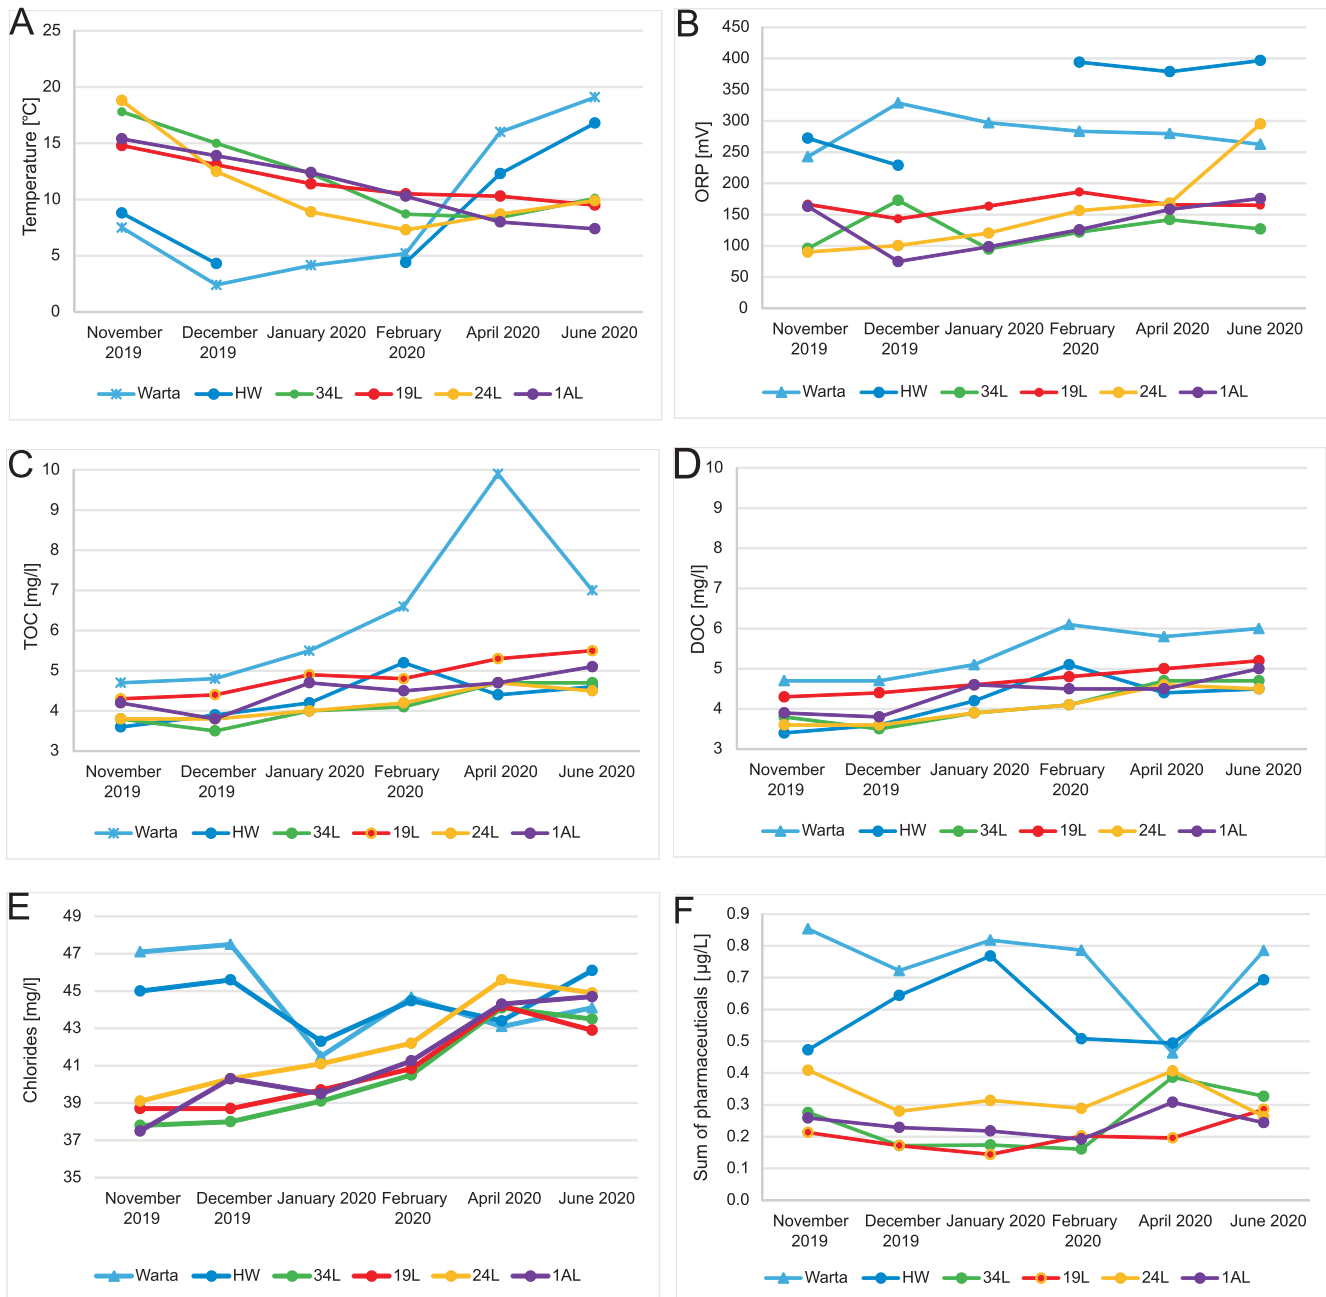 A
Temperature [°C]
25
20
15
10
5
0
November 2019
December 2019
January 2020
February 2020
April 2020
June 2020
Warta HW 34L 19L 24L 1AL
B
ORP [mV]
450
400
350
300
250
200
150
100
50
0
November 2019
December 2019
January 2020
February 2020
April 2020
June 2020
Warta HW 34L 19L 24L 1AL
C
TOC [mg/l]
10
9
8
7
6
5
4
3
November 2019
December 2019
January 2020
February 2020
April 2020
June 2020
Warta HW 34L 19L 24L 1AL
D
DOC [mg/l]
10
9
8
7
6
5
4
3
November 2019
December 2019
January 2020
February 2020
April 2020
June 2020
Warta HW 34L 19L 24L 1AL
E
Chlorides [mg/l]
49
47
45
43
41
39
37
35
November 2019
December 2019
January 2020
February 2020
April 2020
June 2020
Warta HW 34L 19L 24L 1AL
F
Sum of pharmaceuticals [µg/L]
0.9
0.8
0.7
0.6
0.5
0.4
0.3
0.2
0.1
0.0
November 2019
December 2019
January 2020
February 2020
April 2020
June 2020
Warta HW 34L 19L 24L 1AL